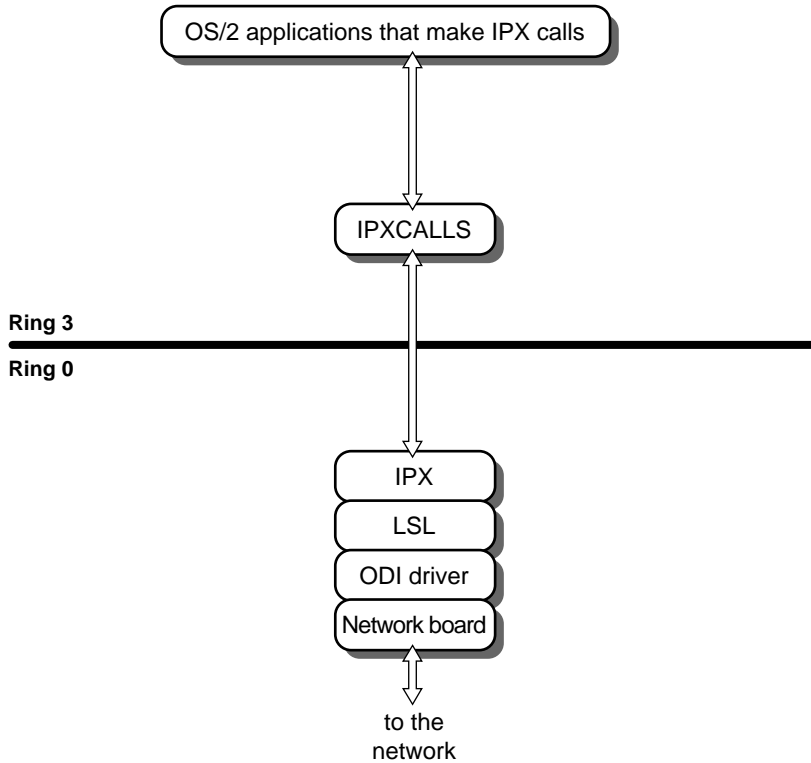 OS/2 applications that make IPX calls
IPXCALLS
Ring 3
Ring 0
IPX
LSL
ODI driver
Network board
to the
network